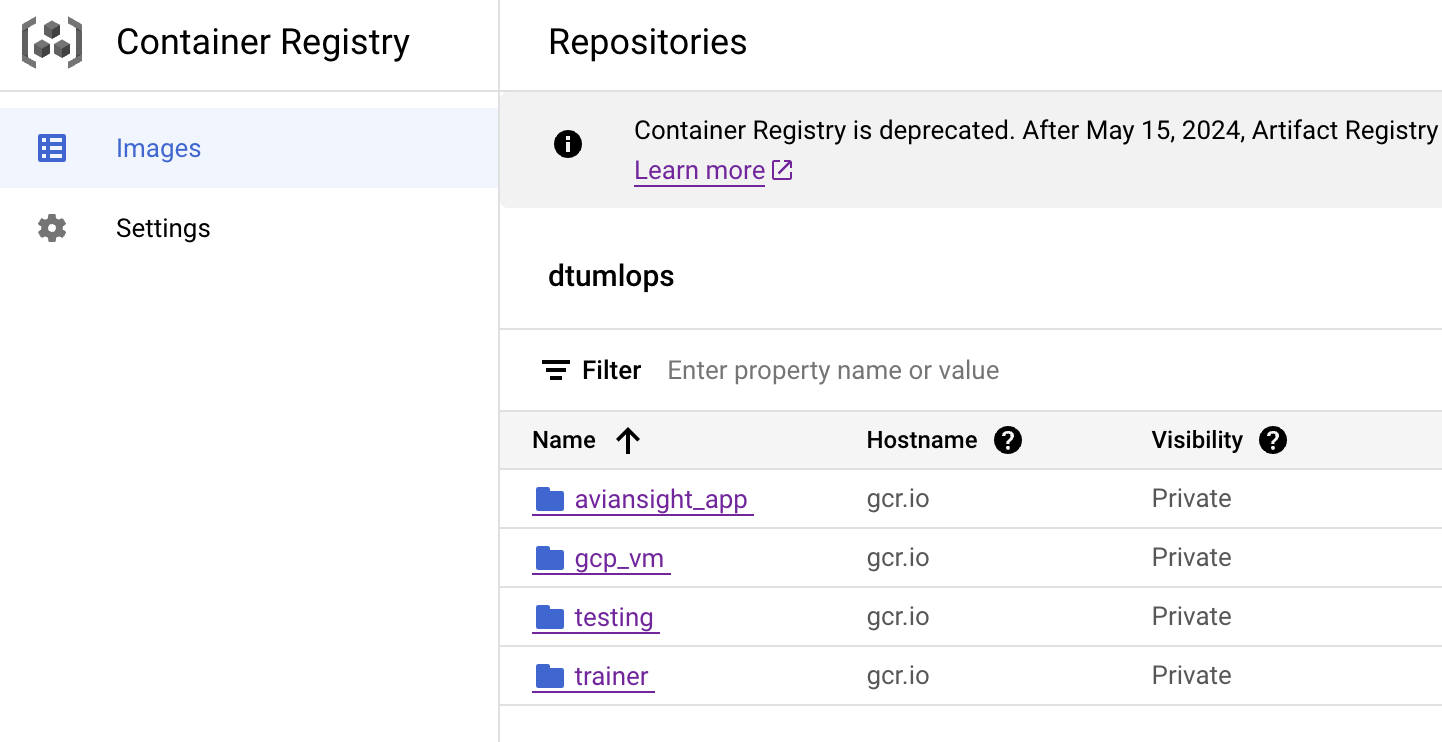 Container Registry
Repositories
Images
Settings
Container Registry is deprecated. After May 15, 2024, Artifact Registry
Learn more
dtumlops
Filter Enter property name or value
Name Hostname Visibility
aviansight_app gcr.io Private
gcp_vm gcr.io Private
testing gcr.io Private
trainer gcr.io Private